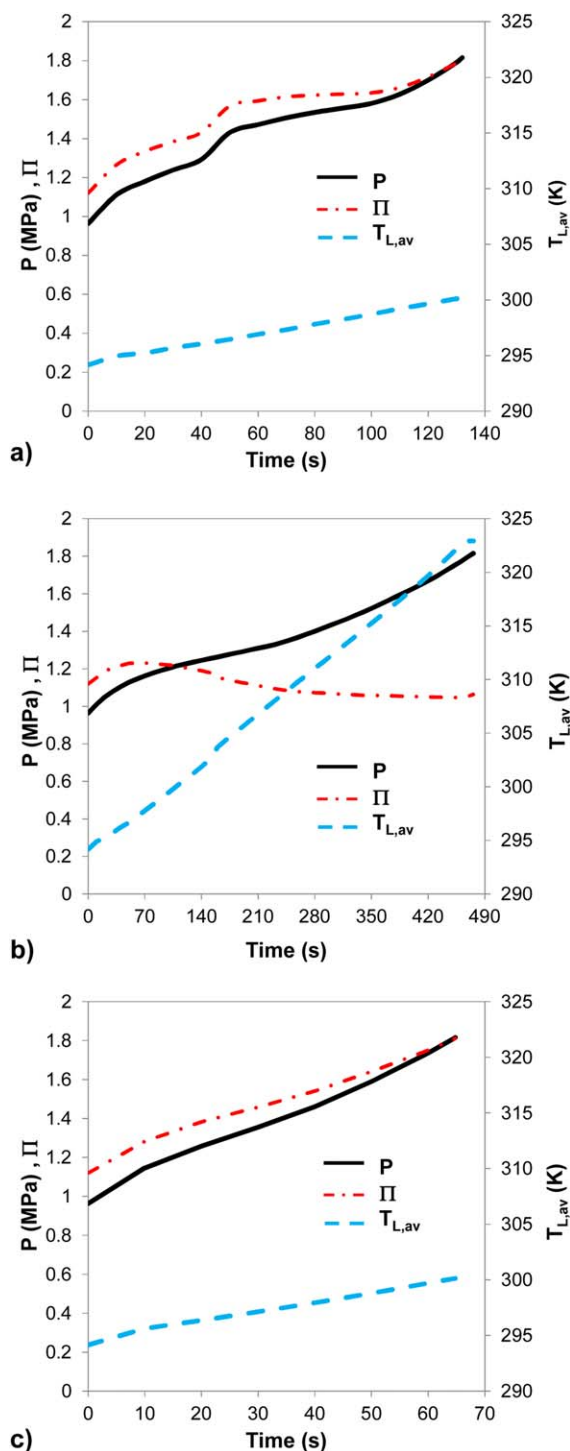 2
1.8
1.6
1.4
1.2
1
0.8
0.6
0.4
0.2
0
P (MPa) , Π
325
320
315
310
305
300
295
290
T_L,av (K)
P
Π
T_L,av
0 20 40 60 80 100 120 140
Time (s)
a)
2
1.8
1.6
1.4
1.2
1
0.8
0.6
0.4
0.2
0
P (MPa) , Π
325
320
315
310
305
300
295
290
T_L,av (K)
P
Π
T_L,av
0 70 140 210 280 350 420 490
Time (s)
b)
2
1.8
1.6
1.4
1.2
1
0.8
0.6
0.4
0.2
0
P (MPa) , Π
325
320
315
310
305
300
295
290
T_L,av (K)
P
Π
T_L,av
0 10 20 30 40 50 60 70
Time (s)
c)